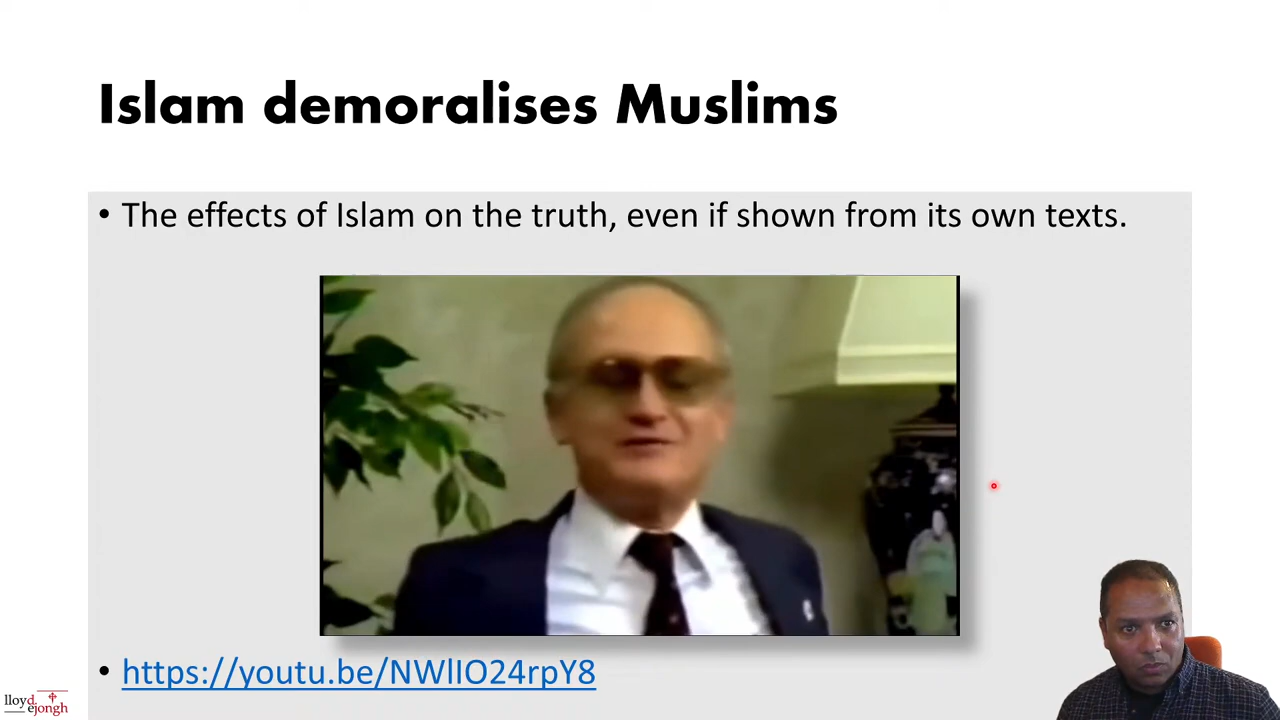 Islam demoralises Muslims
• The effects of Islam on the truth, even if shown from its own texts.
• https://youtu.be/NWlIO24rpY8
lloyd
ejongh